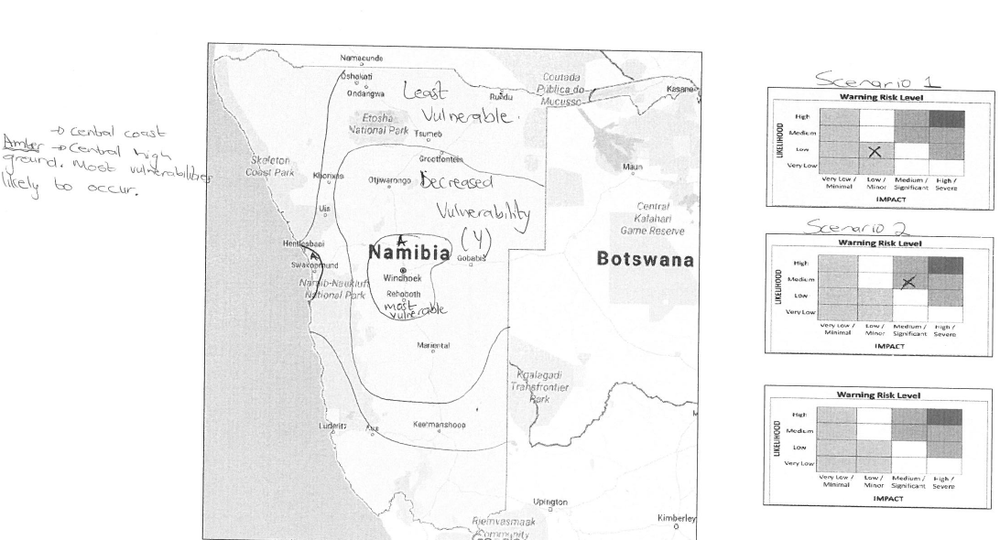 → central coast
Amber → Central high
ground. Most vulnerabilities
likely to occur.
Namacunde
Oshakati
Ondangwa
Least
Vulnerable.
Rundu
Coutada
Pública do
Mucusso
Kasane
Etosha
National Park
Tsumeb
Grootfontein
Skeleton
Coast Park
Khorixas
Otjiwarongo
Decreased
Vulnerability
(Y)
Maun
Uis
Central
Kalahari
Game Reserve
Hentiesbaai
A
Swakopmund
A
Namibia
Gobabis
Botswana
Windhoek
Namib-Naukluft
National Park
Rehoboth
most
vulnerable
Mariental
Kgalagadi
Transfrontier
Park
Lüderitz
Aus
Keetmanshoop
Upington
Kimberley
Riemvasmaak
Community
Scenario 1
Warning Risk Level
LIKELIHOOD
High
Medium
Low
Very Low
X
Very Low / Minimal
Low / Minor
Medium / Significant
High / Severe
IMPACT
Scenario 2
Warning Risk Level
LIKELIHOOD
High
Medium
Low
Very Low
X
Very Low / Minimal
Low / Minor
Medium / Significant
High / Severe
IMPACT
Warning Risk Level
LIKELIHOOD
High
Medium
Low
Very Low
Very Low / Minimal
Low / Minor
Medium / Significant
High / Severe
IMPACT